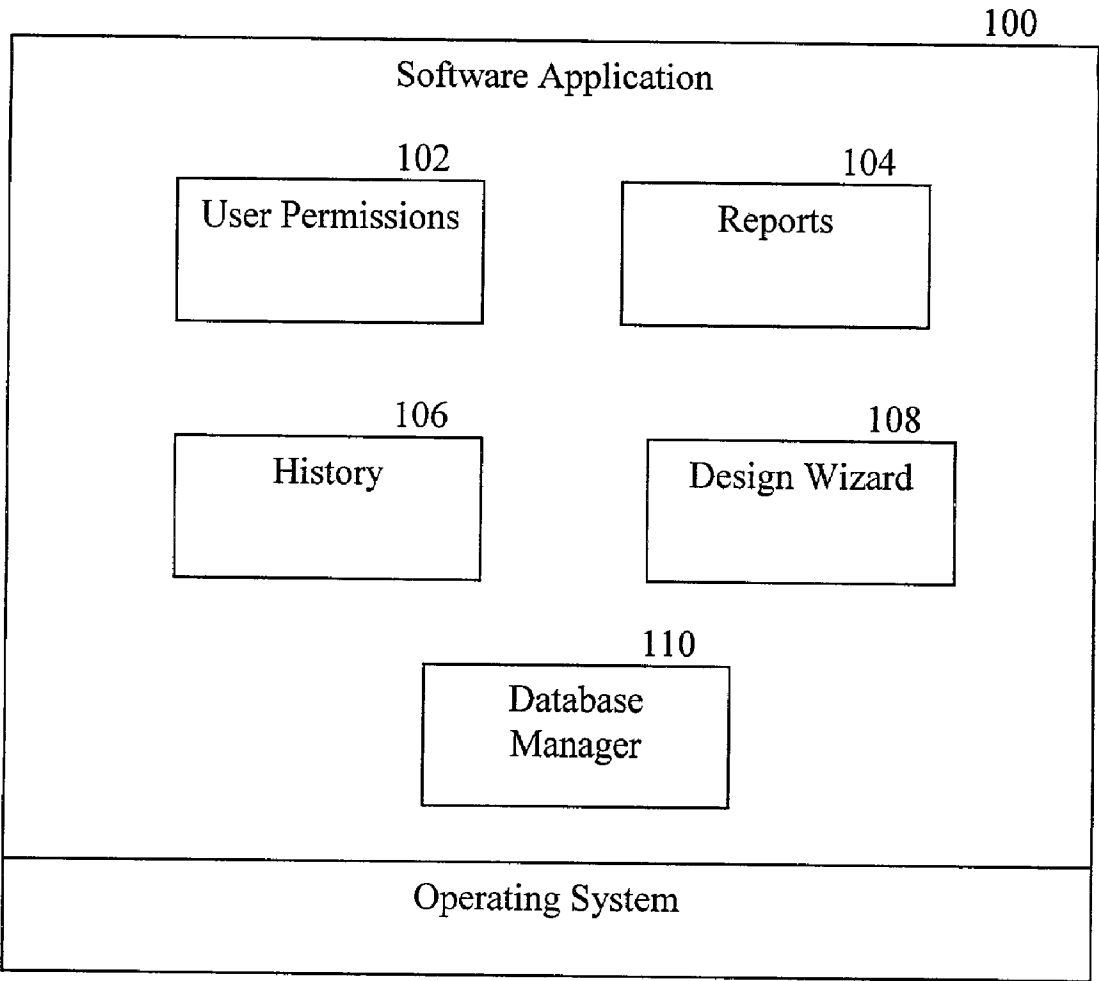 100
Software Application
102
104
User Permissions
Reports
106
108
History
Design Wizard
110
Database
Manager
Operating System